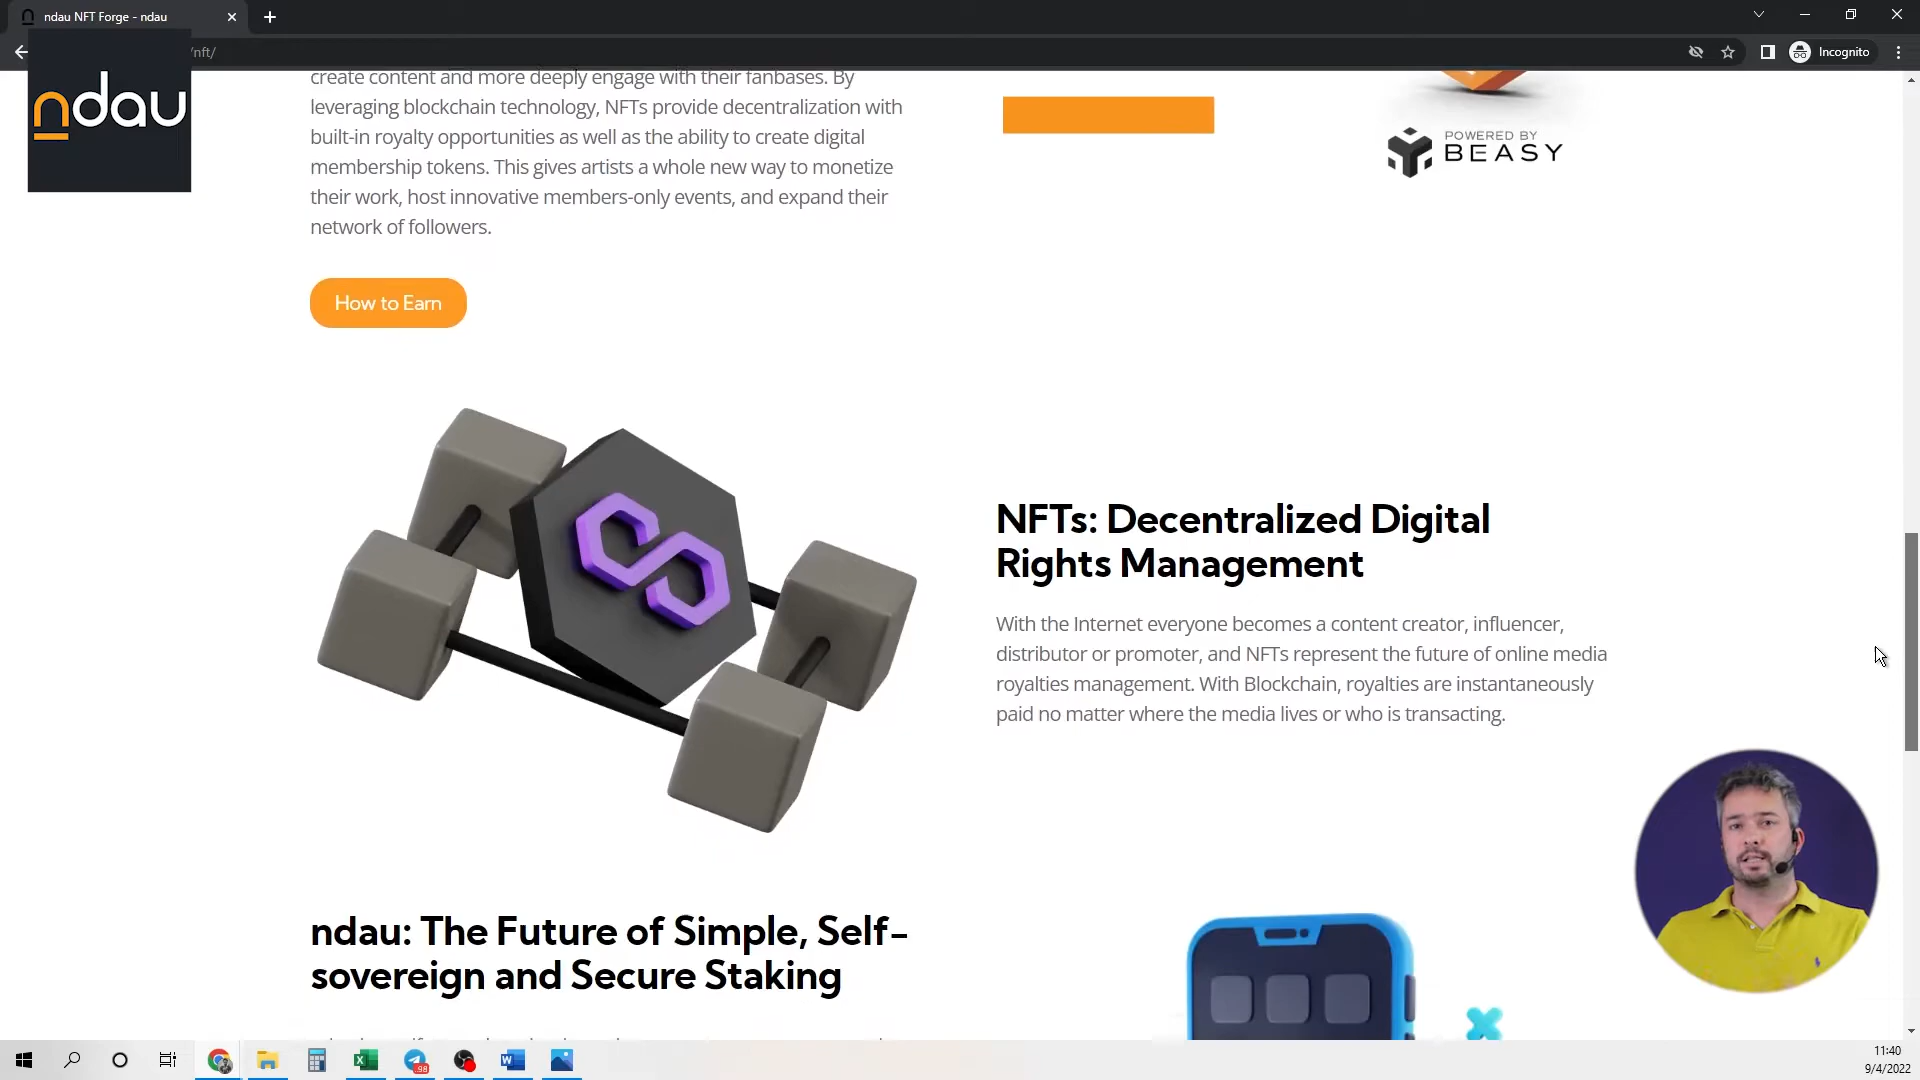 ndau NFT Forge - ndau
/nft/
Incognito
ndau
create content and more deeply engage with their fanbases. By
leveraging blockchain technology, NFTs provide decentralization with
built-in royalty opportunities as well as the ability to create digital
membership tokens. This gives artists a whole new way to monetize
their work, host innovative members-only events, and expand their
network of followers.
How to Earn
POWERED BY
BEASY
NFTs: Decentralized Digital
Rights Management
With the Internet everyone becomes a content creator, influencer,
distributor or promoter, and NFTs represent the future of online media
royalties management. With Blockchain, royalties are instantaneously
paid no matter where the media lives or who is transacting.
ndau: The Future of Simple, Self-
sovereign and Secure Staking
98
11:40
9/4/2022